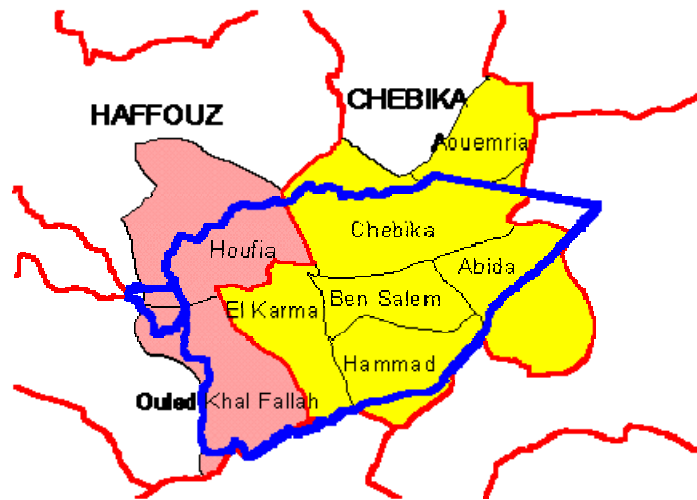 HAFFOUZ
CHEBIKA
Aouemria
Houfia
Chebika
Abida
El Karma
Ben Salem
Hammad
Ouled Khal Fallah